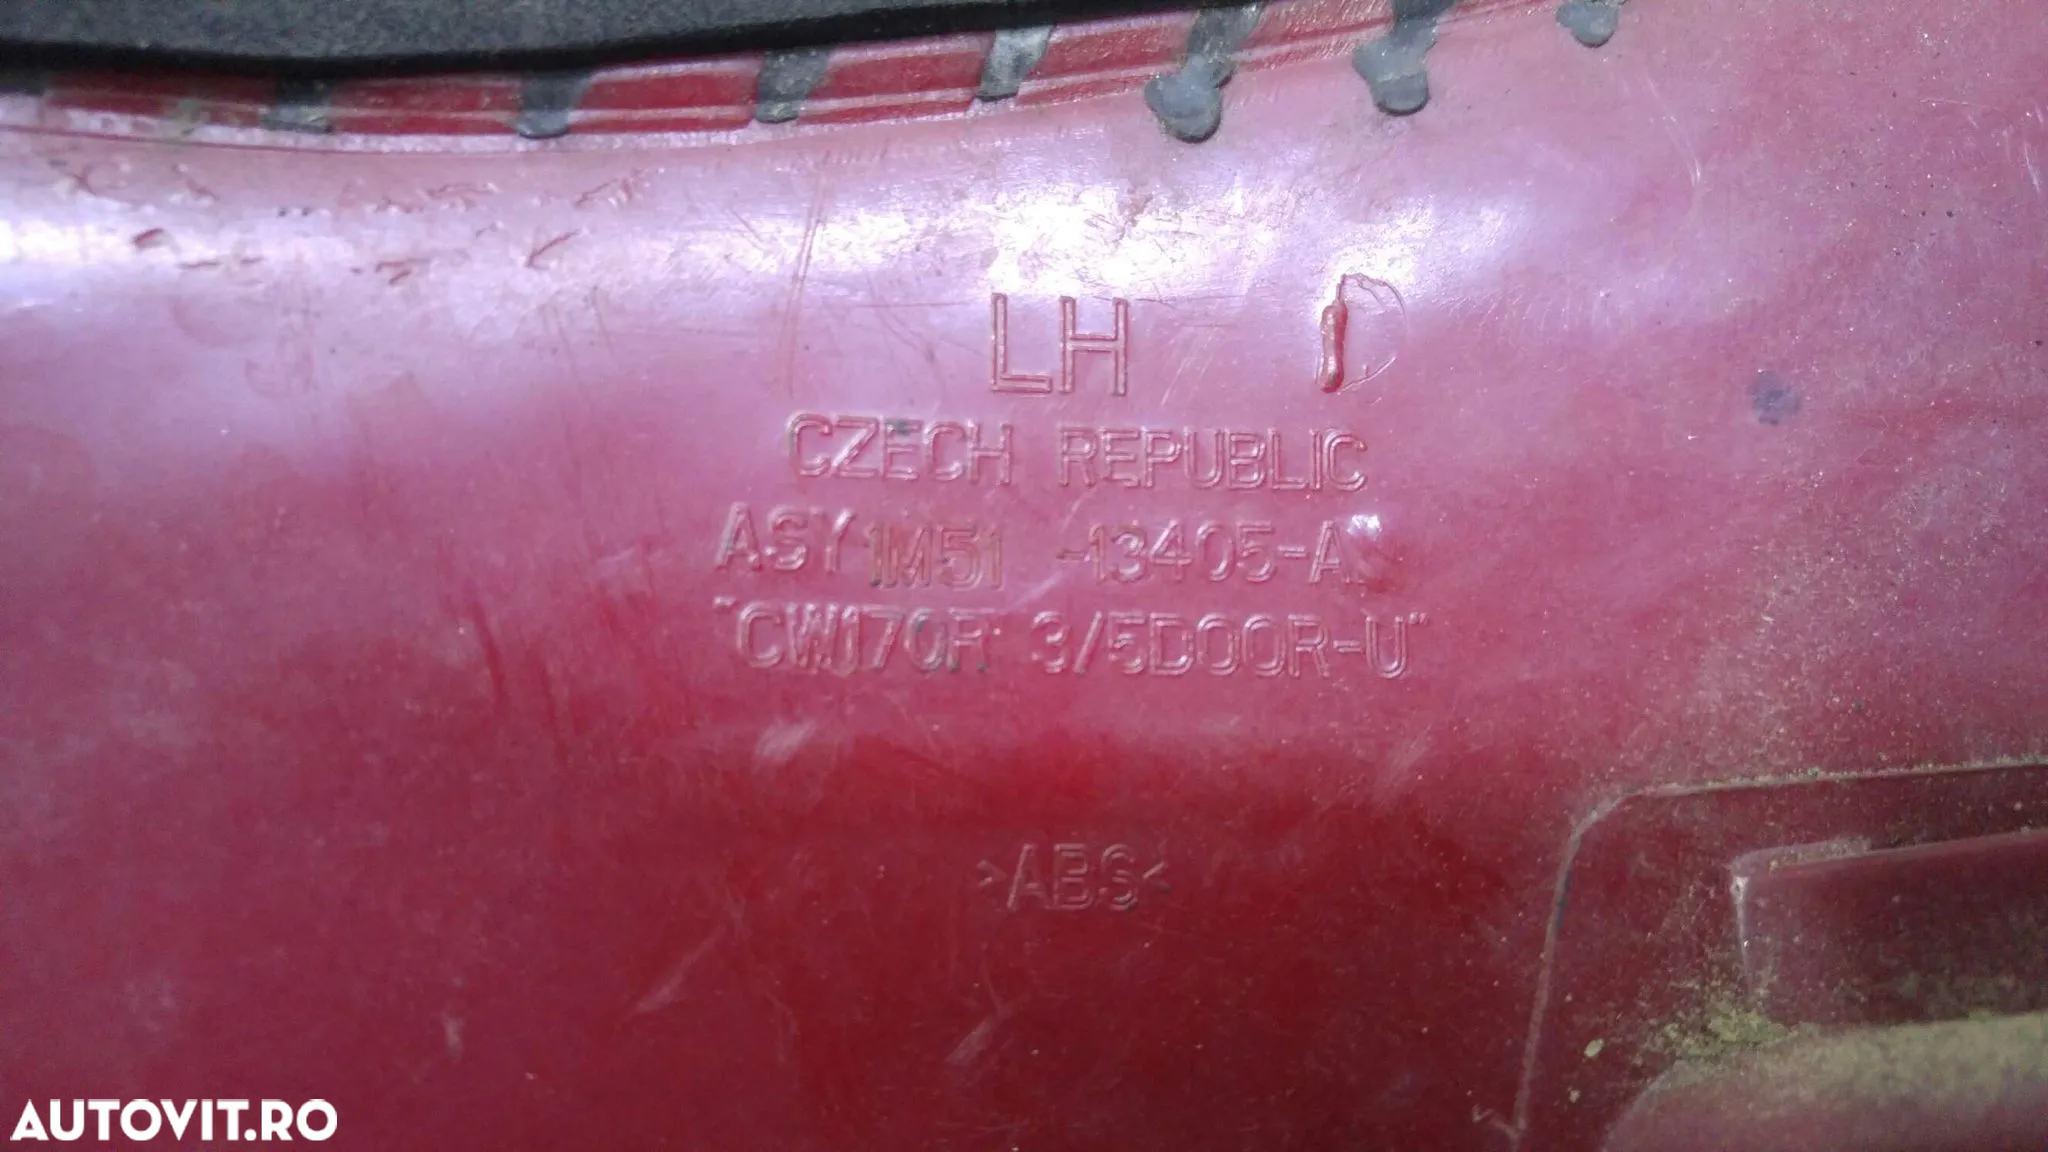 LH
CZECH REPUBLIC
ASY 1M51 -13405-A
"CW170F 3/5DOOR-U"
>ABS<
AUTOVIT.RO